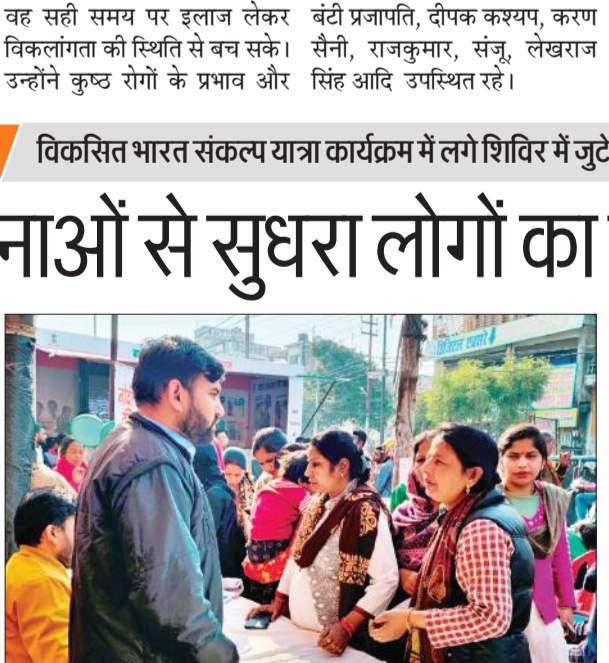 वह सही समय पर इलाज लेकर
विकलांगता की स्थिति से बच सके।
उन्होंने कुष्ठ रोगों के प्रभाव और
बंटी प्रजापति, दीपक कश्यप, करण
सैनी, राजकुमार, संजू, लेखराज
सिंह आदि उपस्थित रहे।
विकसित भारत संकल्प यात्रा कार्यक्रम में लगे शिविर में जुटे
नाओं से सुधरा लोगों का